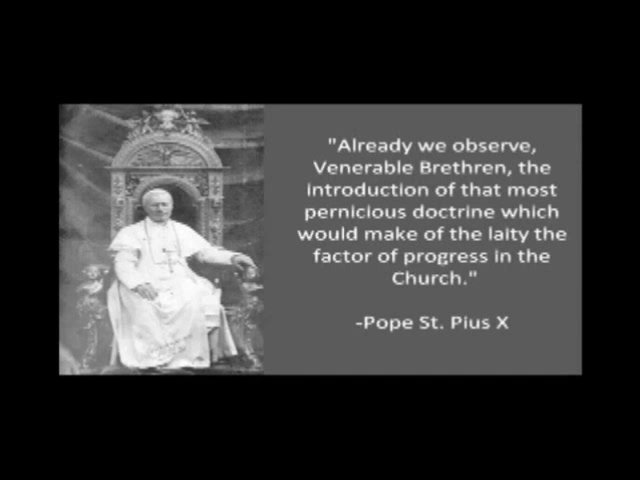 "Already we observe,
Venerable Brethren, the
introduction of that most
pernicious doctrine which
would make of the laity the
factor of progress in the
Church."
-Pope St. Pius X